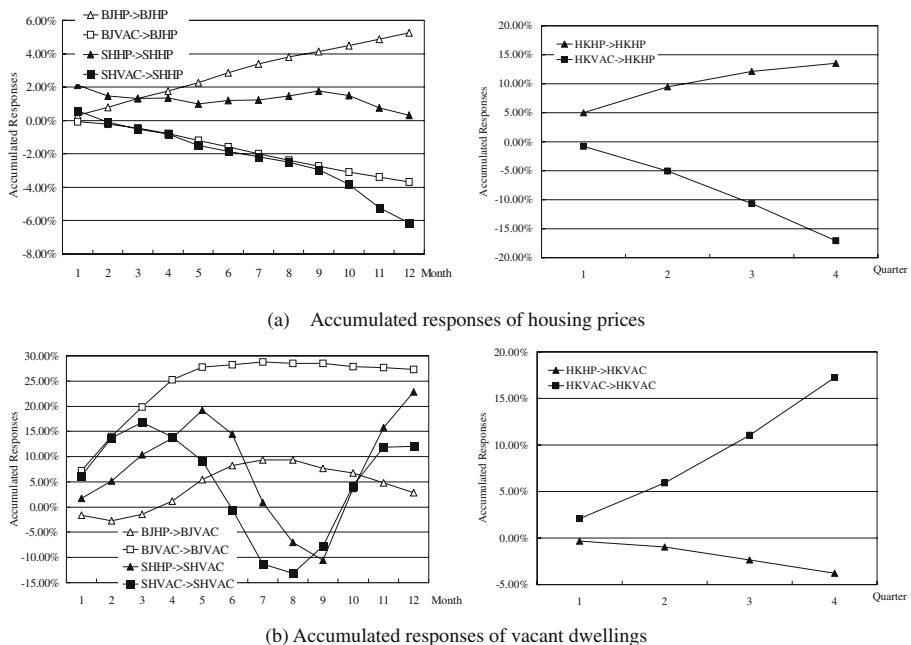 BJHP->BJHP
BJVAC->BJHP
SHHP->SHHP
SHVAC->SHHP
Accumulated Responses
6.00%
4.00%
2.00%
0.00%
-2.00%
-4.00%
-6.00%
-8.00%
1 2 3 4 5 6 7 8 9 10 11 12 Month
HKHP->HKHP
HKVAC->HKHP
Accumulated Responses
20.00%
15.00%
10.00%
5.00%
0.00%
-5.00%
-10.00%
-15.00%
-20.00%
1 2 3 4 Quarter
(a) Accumulated responses of housing prices
Accumulated Responses
30.00%
25.00%
20.00%
15.00%
10.00%
5.00%
0.00%
-5.00%
-10.00%
-15.00%
BJHP->BJVAC
BJVAC->BJVAC
SHHP->SHVAC
SHVAC->SHVAC
1 2 3 4 5 6 7 8 9 10 11 12 Month
HKHP->HKVAC
HKVAC->HKVAC
Accumulated Responses
20.00%
15.00%
10.00%
5.00%
0.00%
-5.00%
1 2 3 4 Quarter
(b) Accumulated responses of vacant dwellings